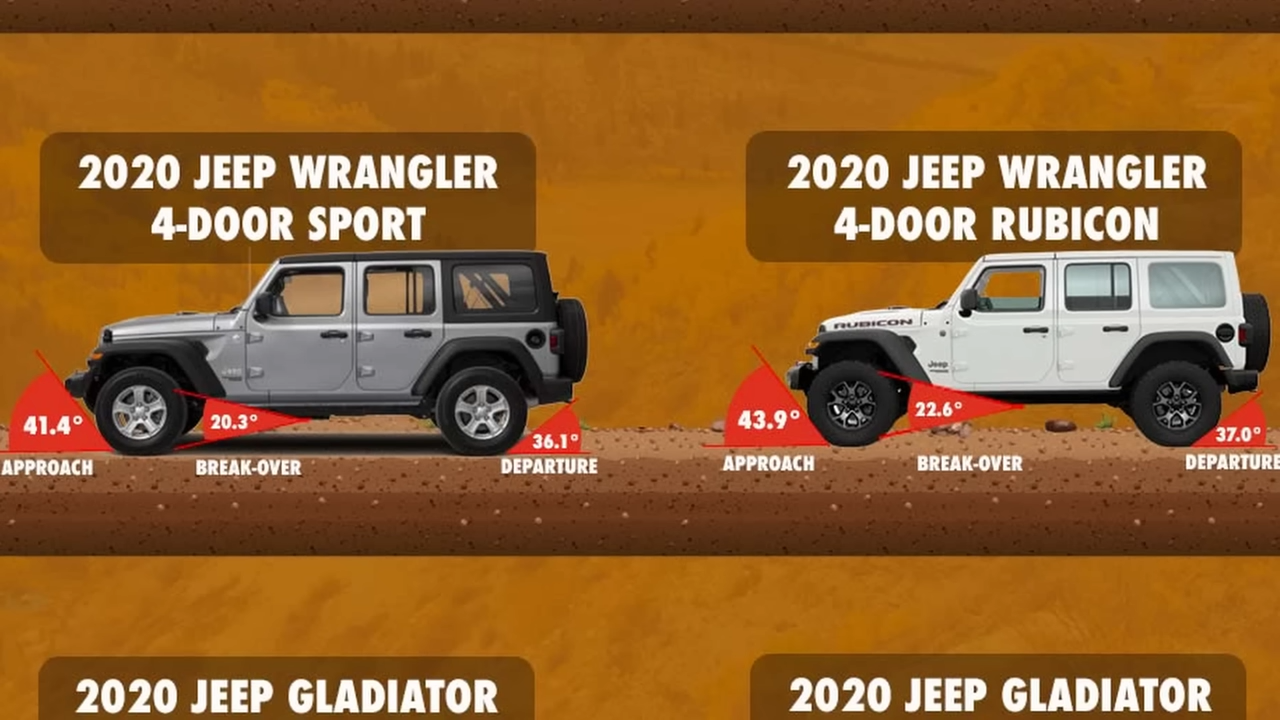 2020 JEEP WRANGLER
4-DOOR SPORT
41.4°
20.3°
36.1°
APPROACH
BREAK-OVER
DEPARTURE
2020 JEEP WRANGLER
4-DOOR RUBICON
RUBICON
Jeep
43.9°
22.6°
37.0°
APPROACH
BREAK-OVER
DEPARTURE
2020 JEEP GLADIATOR
2020 JEEP GLADIATOR